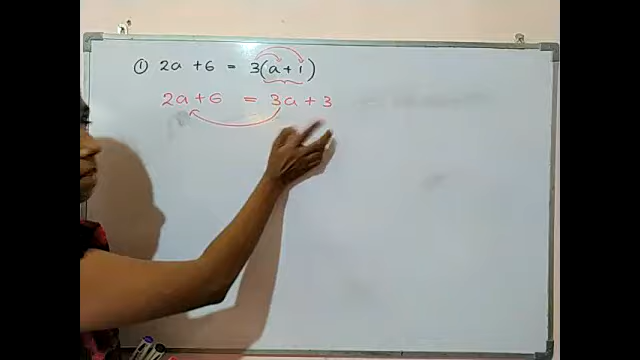 ① 2a + 6 = 3(a + 1)
2a + 6 = 3a + 3